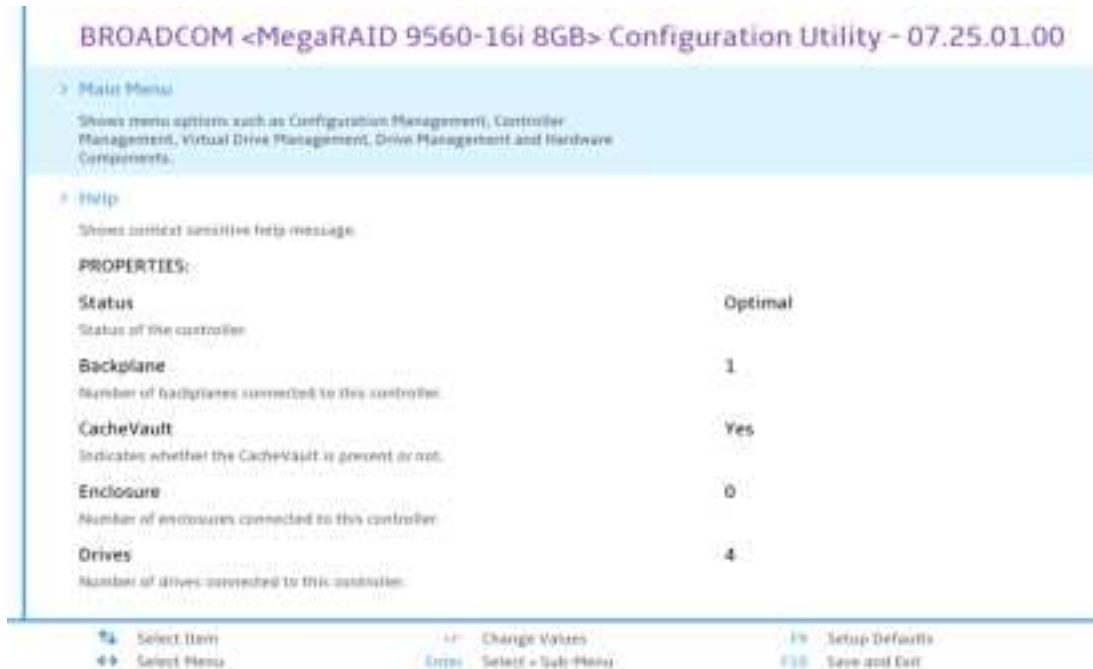 BROADCOM <MegaRAID 9560-16i 8GB> Configuration Utility - 07.25.01.00
> Main Menu
Shows menu options such as Configuration Management, Controller
Management, Virtual Drive Management, Drive Management and Hardware
Components.
> Help
Shows context sensitive help message.
PROPERTIES:
Status Optimal
Status of the controller
Backplane 1
Number of backplanes connected to this controller.
CacheVault Yes
Indicates whether the CacheVault is present or not.
Enclosure 0
Number of enclosures connected to this controller.
Drives 4
Number of drives connected to this controller.
Select Item +/- Change Values F9 Setup Defaults
Select Menu Enter Select > Sub-Menu F10 Save and Exit